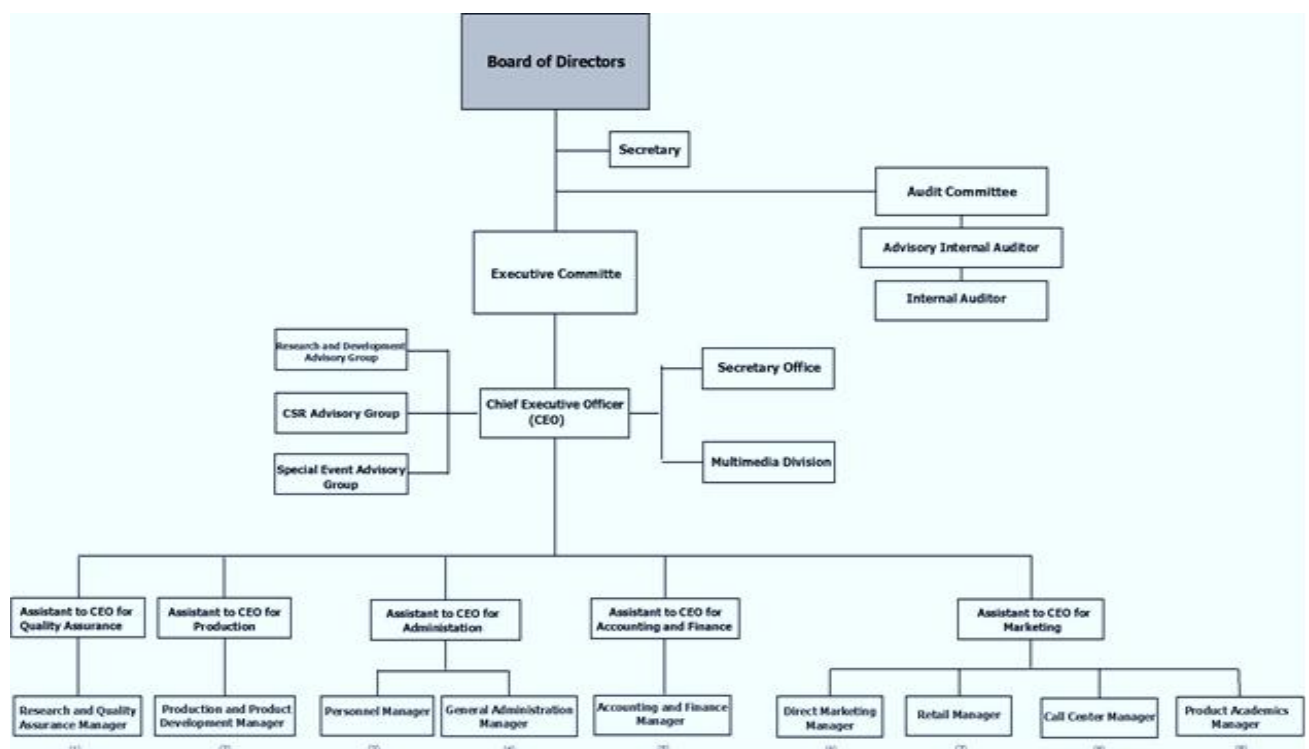 Board of Directors
Secretary
Audit Committee
Advisory Internal Auditor
Executive Committe
Internal Auditor
Research and Development
Advisory Group
Secretary Office
CSR Advisory Group
Chief Executive Officer
(CEO)
Special Event Advisory
Group
Multimedia Division
Assistant to CEO for
Quality Assurance
Assistant to CEO for
Production
Assistant to CEO for
Administation
Assistant to CEO for
Accounting and Finance
Assistant to CEO for
Marketing
Research and Quality
Assurance Manager
Production and Product
Development Manager
Personnel Manager
General Administration
Manager
Accounting and Finance
Manager
Direct Marketing
Manager
Retail Manager
Call Center Manager
Product Academics
Manager